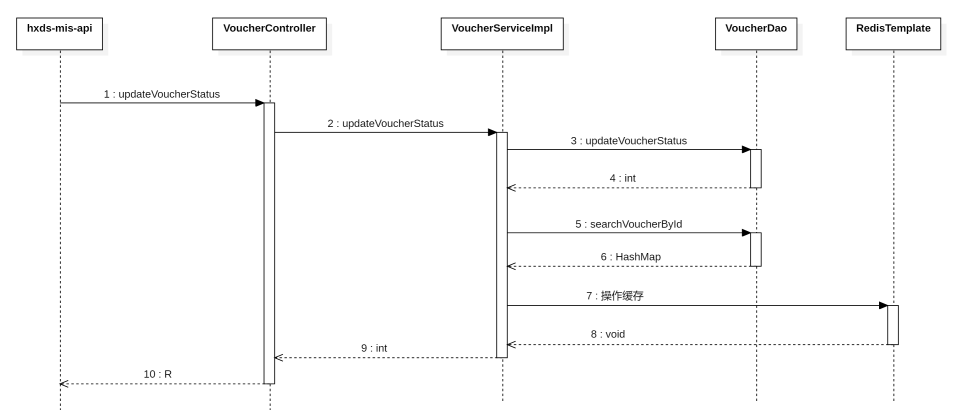 hxds-mis-api
VoucherController
VoucherServiceImpl
VoucherDao
RedisTemplate
1 : updateVoucherStatus
2 : updateVoucherStatus
3 : updateVoucherStatus
4 : int
5 : searchVoucherById
6 : HashMap
7 : 操作缓存
8 : void
9 : int
10 : R